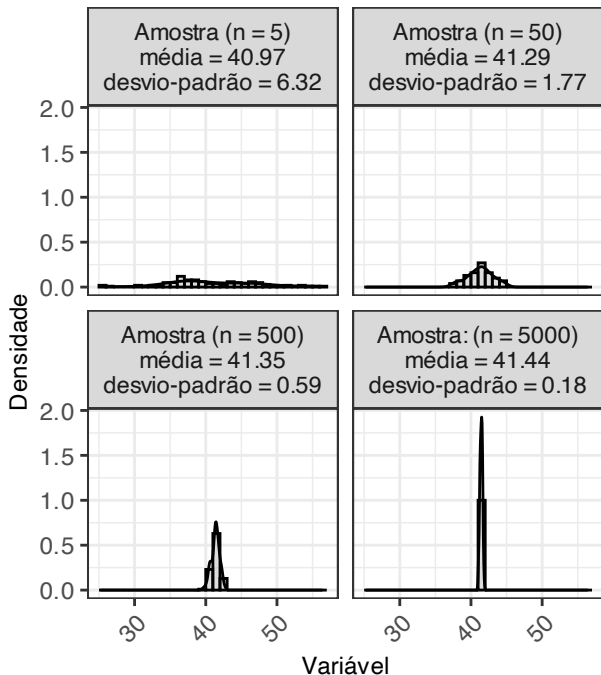 Amostra (n = 5)
média = 40.97
desvio-padrão = 6.32
Amostra (n = 50)
média = 41.29
desvio-padrão = 1.77
2.0
1.5
1.0
0.5
0.0
Amostra (n = 500)
média = 41.35
desvio-padrão = 0.59
Amostra: (n = 5000)
média = 41.44
desvio-padrão = 0.18
2.0
1.5
1.0
0.5
0.0
Densidade
30 40 50
30 40 50
Variável